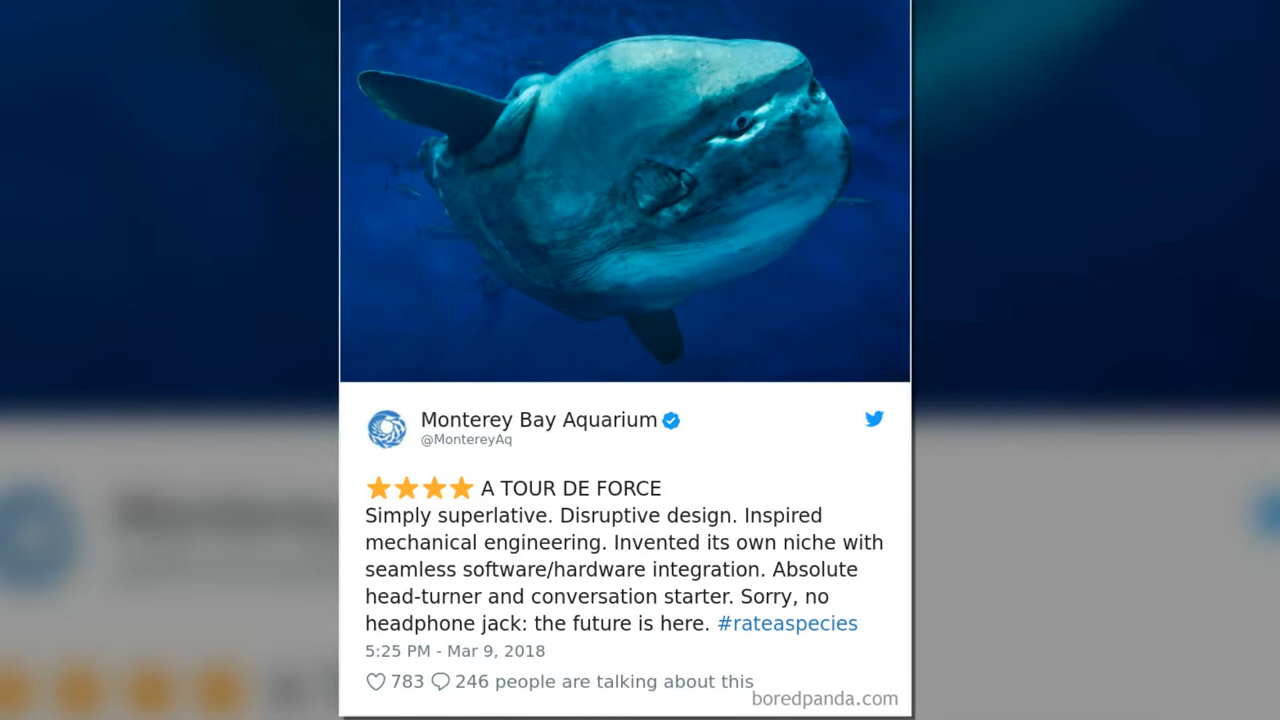 Monterey Bay Aquarium
@MontereyAq
⭐⭐⭐⭐ A TOUR DE FORCE
Simply superlative. Disruptive design. Inspired
mechanical engineering. Invented its own niche with
seamless software/hardware integration. Absolute
head-turner and conversation starter. Sorry, no
headphone jack: the future is here. #rateaspecies
5:25 PM - Mar 9, 2018
783 246 people are talking about this
boredpanda.com